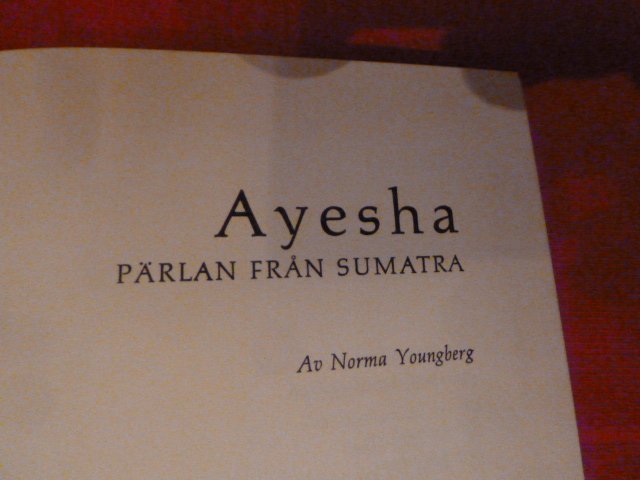 Ayesha
PÄRLAN FRÅN SUMATRA
Av Norma Youngberg